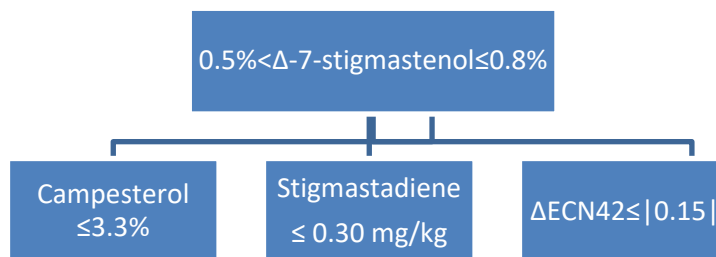 0.5%<Δ-7-stigmastenol≤0.8%
Campesterol
≤3.3%
Stigmastadiene
≤ 0.30 mg/kg
ΔECN42≤|0.15|